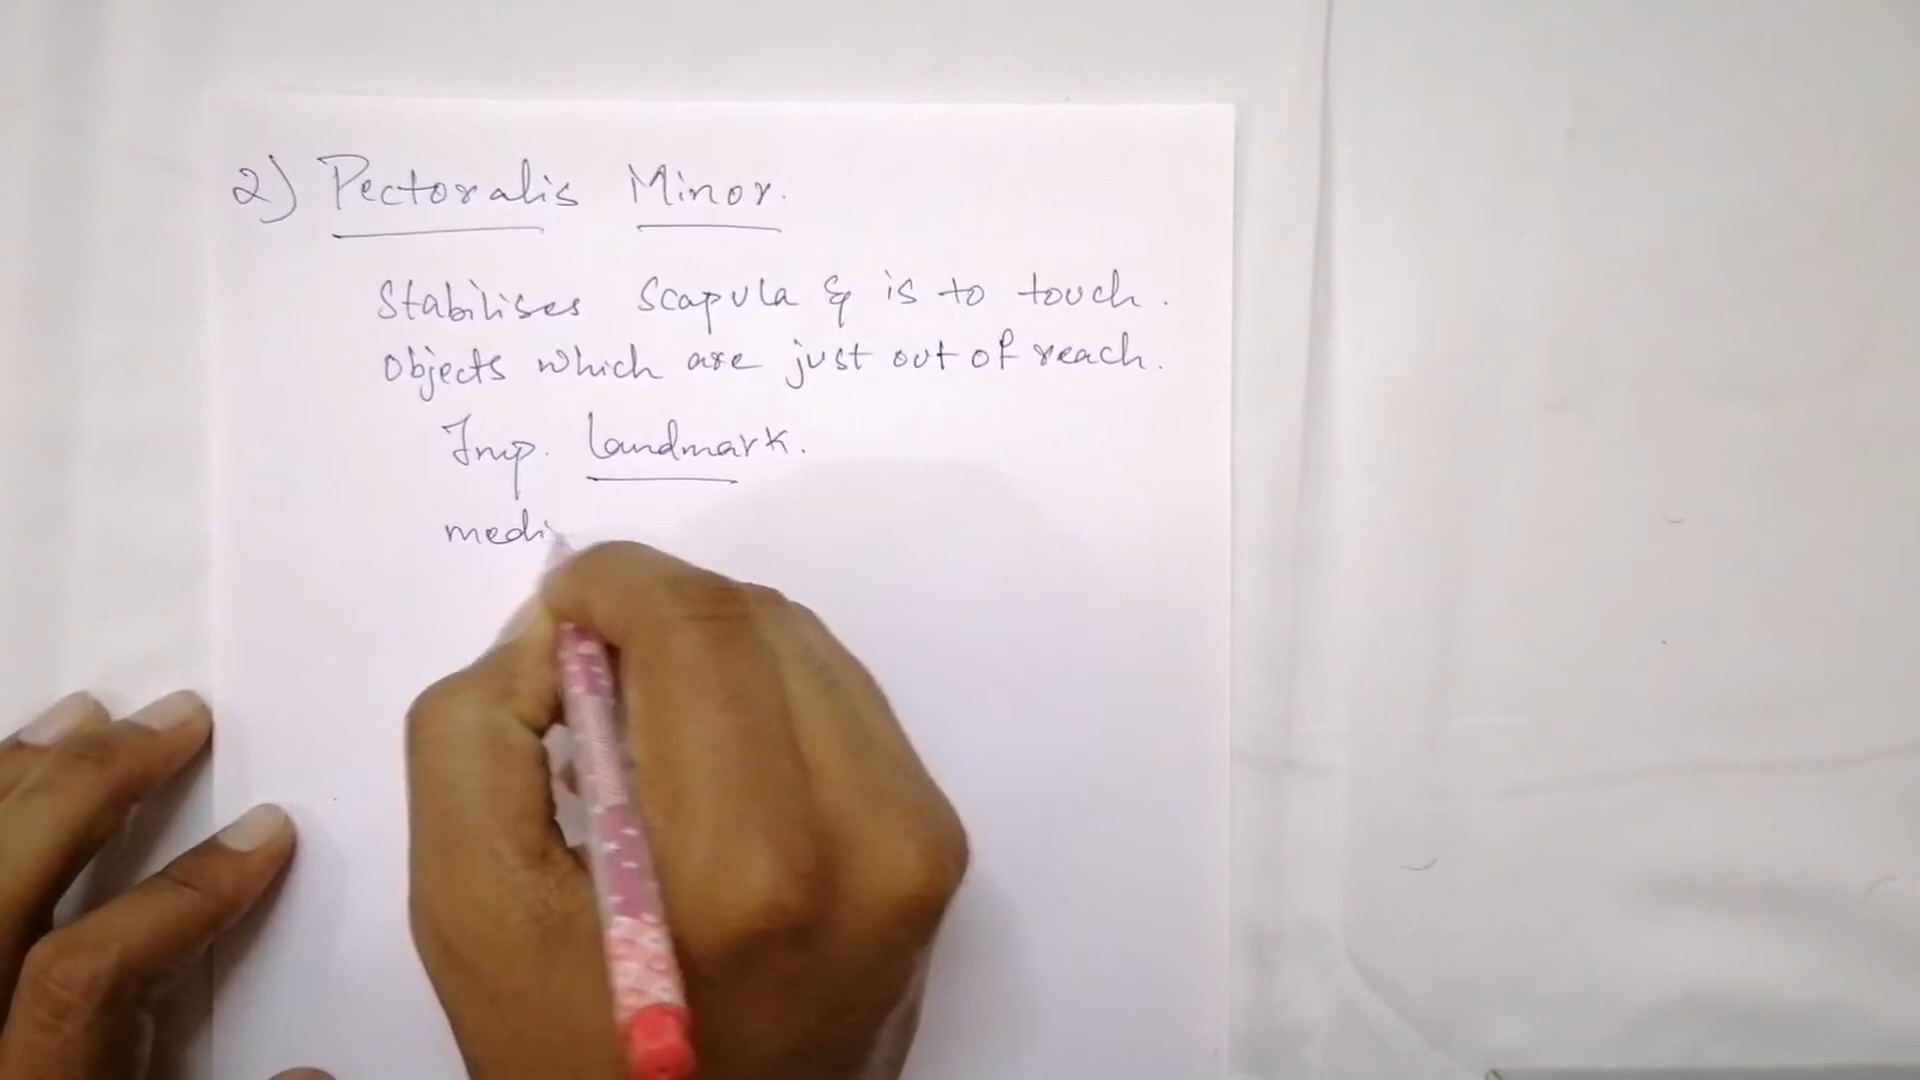 2) Pectoralis Minor.
Stabilises Scapula & is to touch.
objects which are just out of reach.
Imp. landmark.
medi